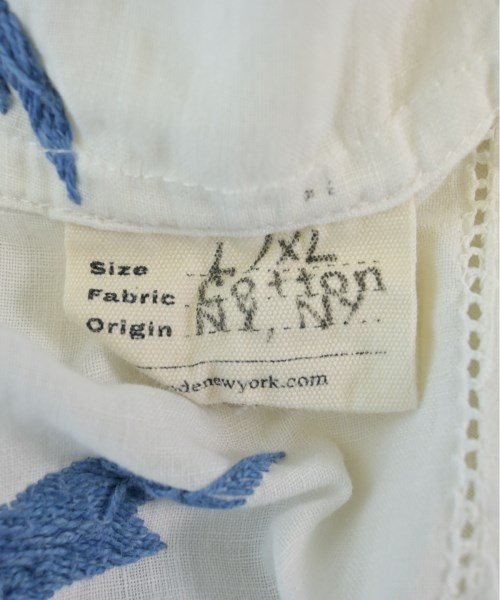 Size L/XL
Fabric Cotton
Origin NY, NY
denewyork.com